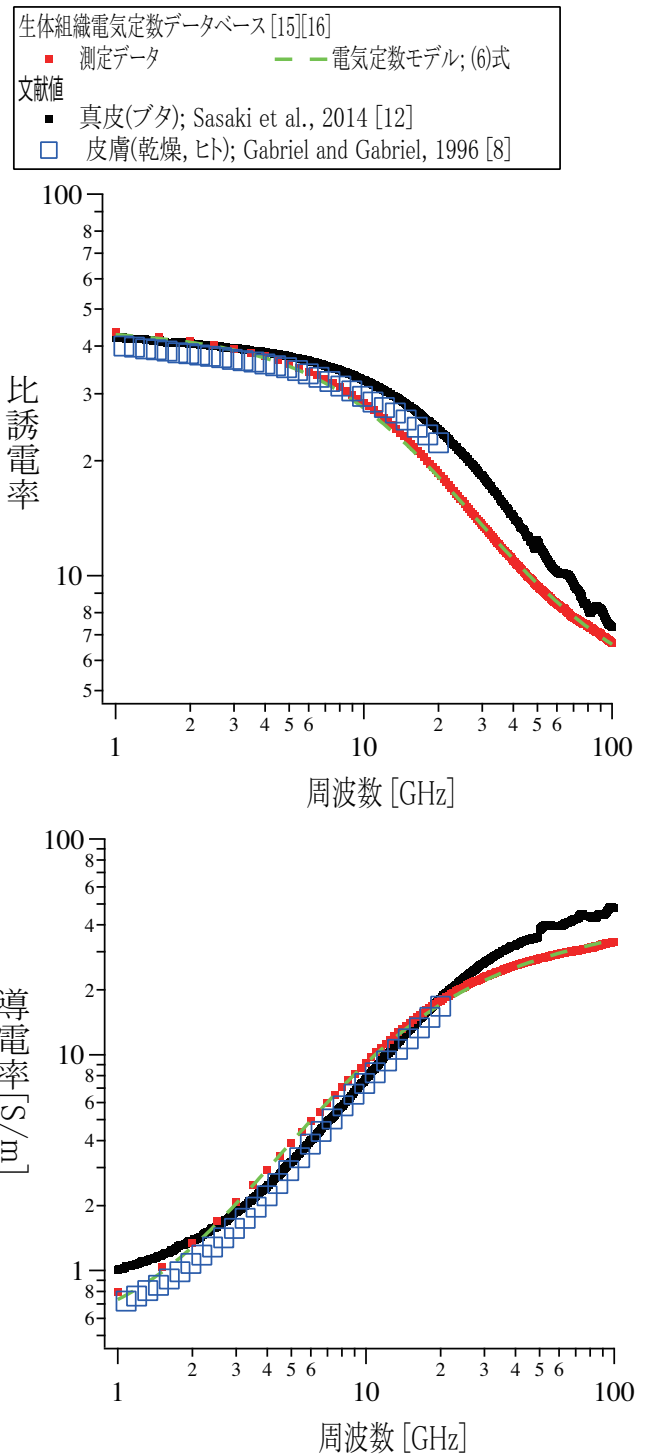 生体組織電気定数データベース[15][16]
測定データ 電気定数モデル; (6)式
文献値
真皮(ブタ); Sasaki et al., 2014 [12]
皮膚(乾燥, ヒト); Gabriel and Gabriel, 1996 [8]
100
8
7
6
5
4
3
2
10
8
7
6
5
比誘電率
1 2 3 4 5 6 10 2 3 4 5 6 100
周波数 [GHz]
100
8
6
4
2
10
8
6
4
2
1
8
6
導電率[S/m]
1 2 3 4 5 6 10 2 3 4 5 6 100
周波数 [GHz]